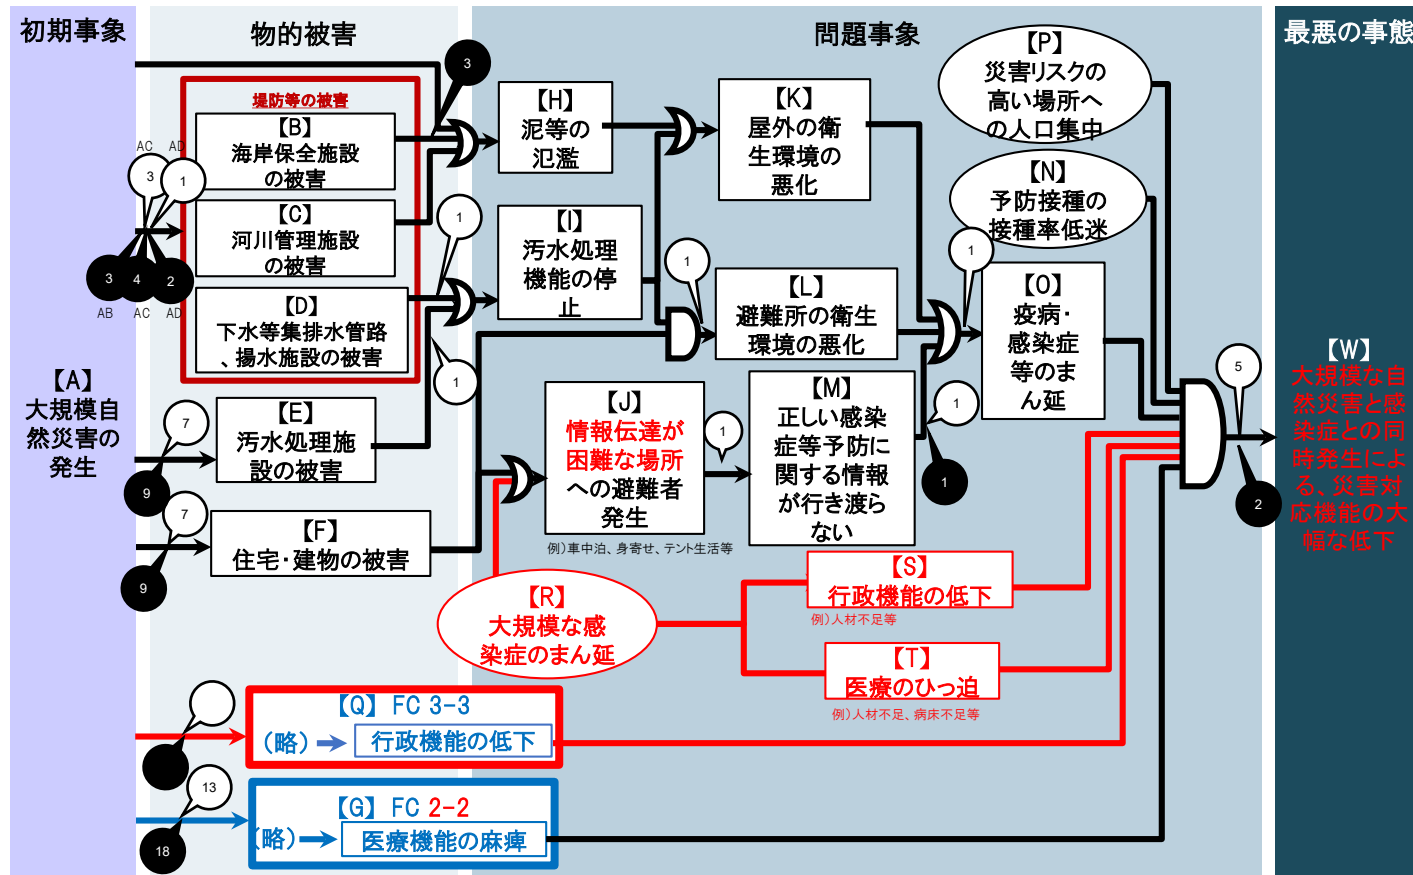 初期事象
物的被害
問題事象
最悪の事態
【A】
大規模自
然災害の
発生
堤防等の被害
【B】
海岸保全施設
の被害
【C】
河川管理施設
の被害
【D】
下水等集排水管路
、揚水施設の被害
【E】
汚水処理施
設の被害
【F】
住宅・建物の被害
AC
AD
3
1
3
4
2
AB
AC
AD
7
9
7
9
3
1
1
【H】
泥等の
氾濫
【I】
汚水処理
機能の停
止
【J】
情報伝達が
困難な場所
への避難者
発生
例）車中泊、身寄せ、テント生活等
【K】
屋外の衛
生環境の
悪化
1
【L】
避難所の衛生
環境の悪化
1
【M】
正しい感染
症等予防に
関する情報
が行き渡ら
ない
1
1
1
【P】
災害リスクの
高い場所へ
の人口集中
【N】
予防接種の
接種率低迷
【O】
疫病・
感染症
等のま
ん延
【R】
大規模な感
染症のまん延
【S】
行政機能の低下
例）人材不足等
【T】
医療のひっ迫
例）人材不足、病床不足等
【Q】 FC 3-3
（略）
行政機能の低下
13
18
【G】 FC 2-2
（略）
医療機能の麻痺
5
2
【W】
大規模な自
然災害と感
染症との同
時発生によ
る、災害対
応機能の大
幅な低下